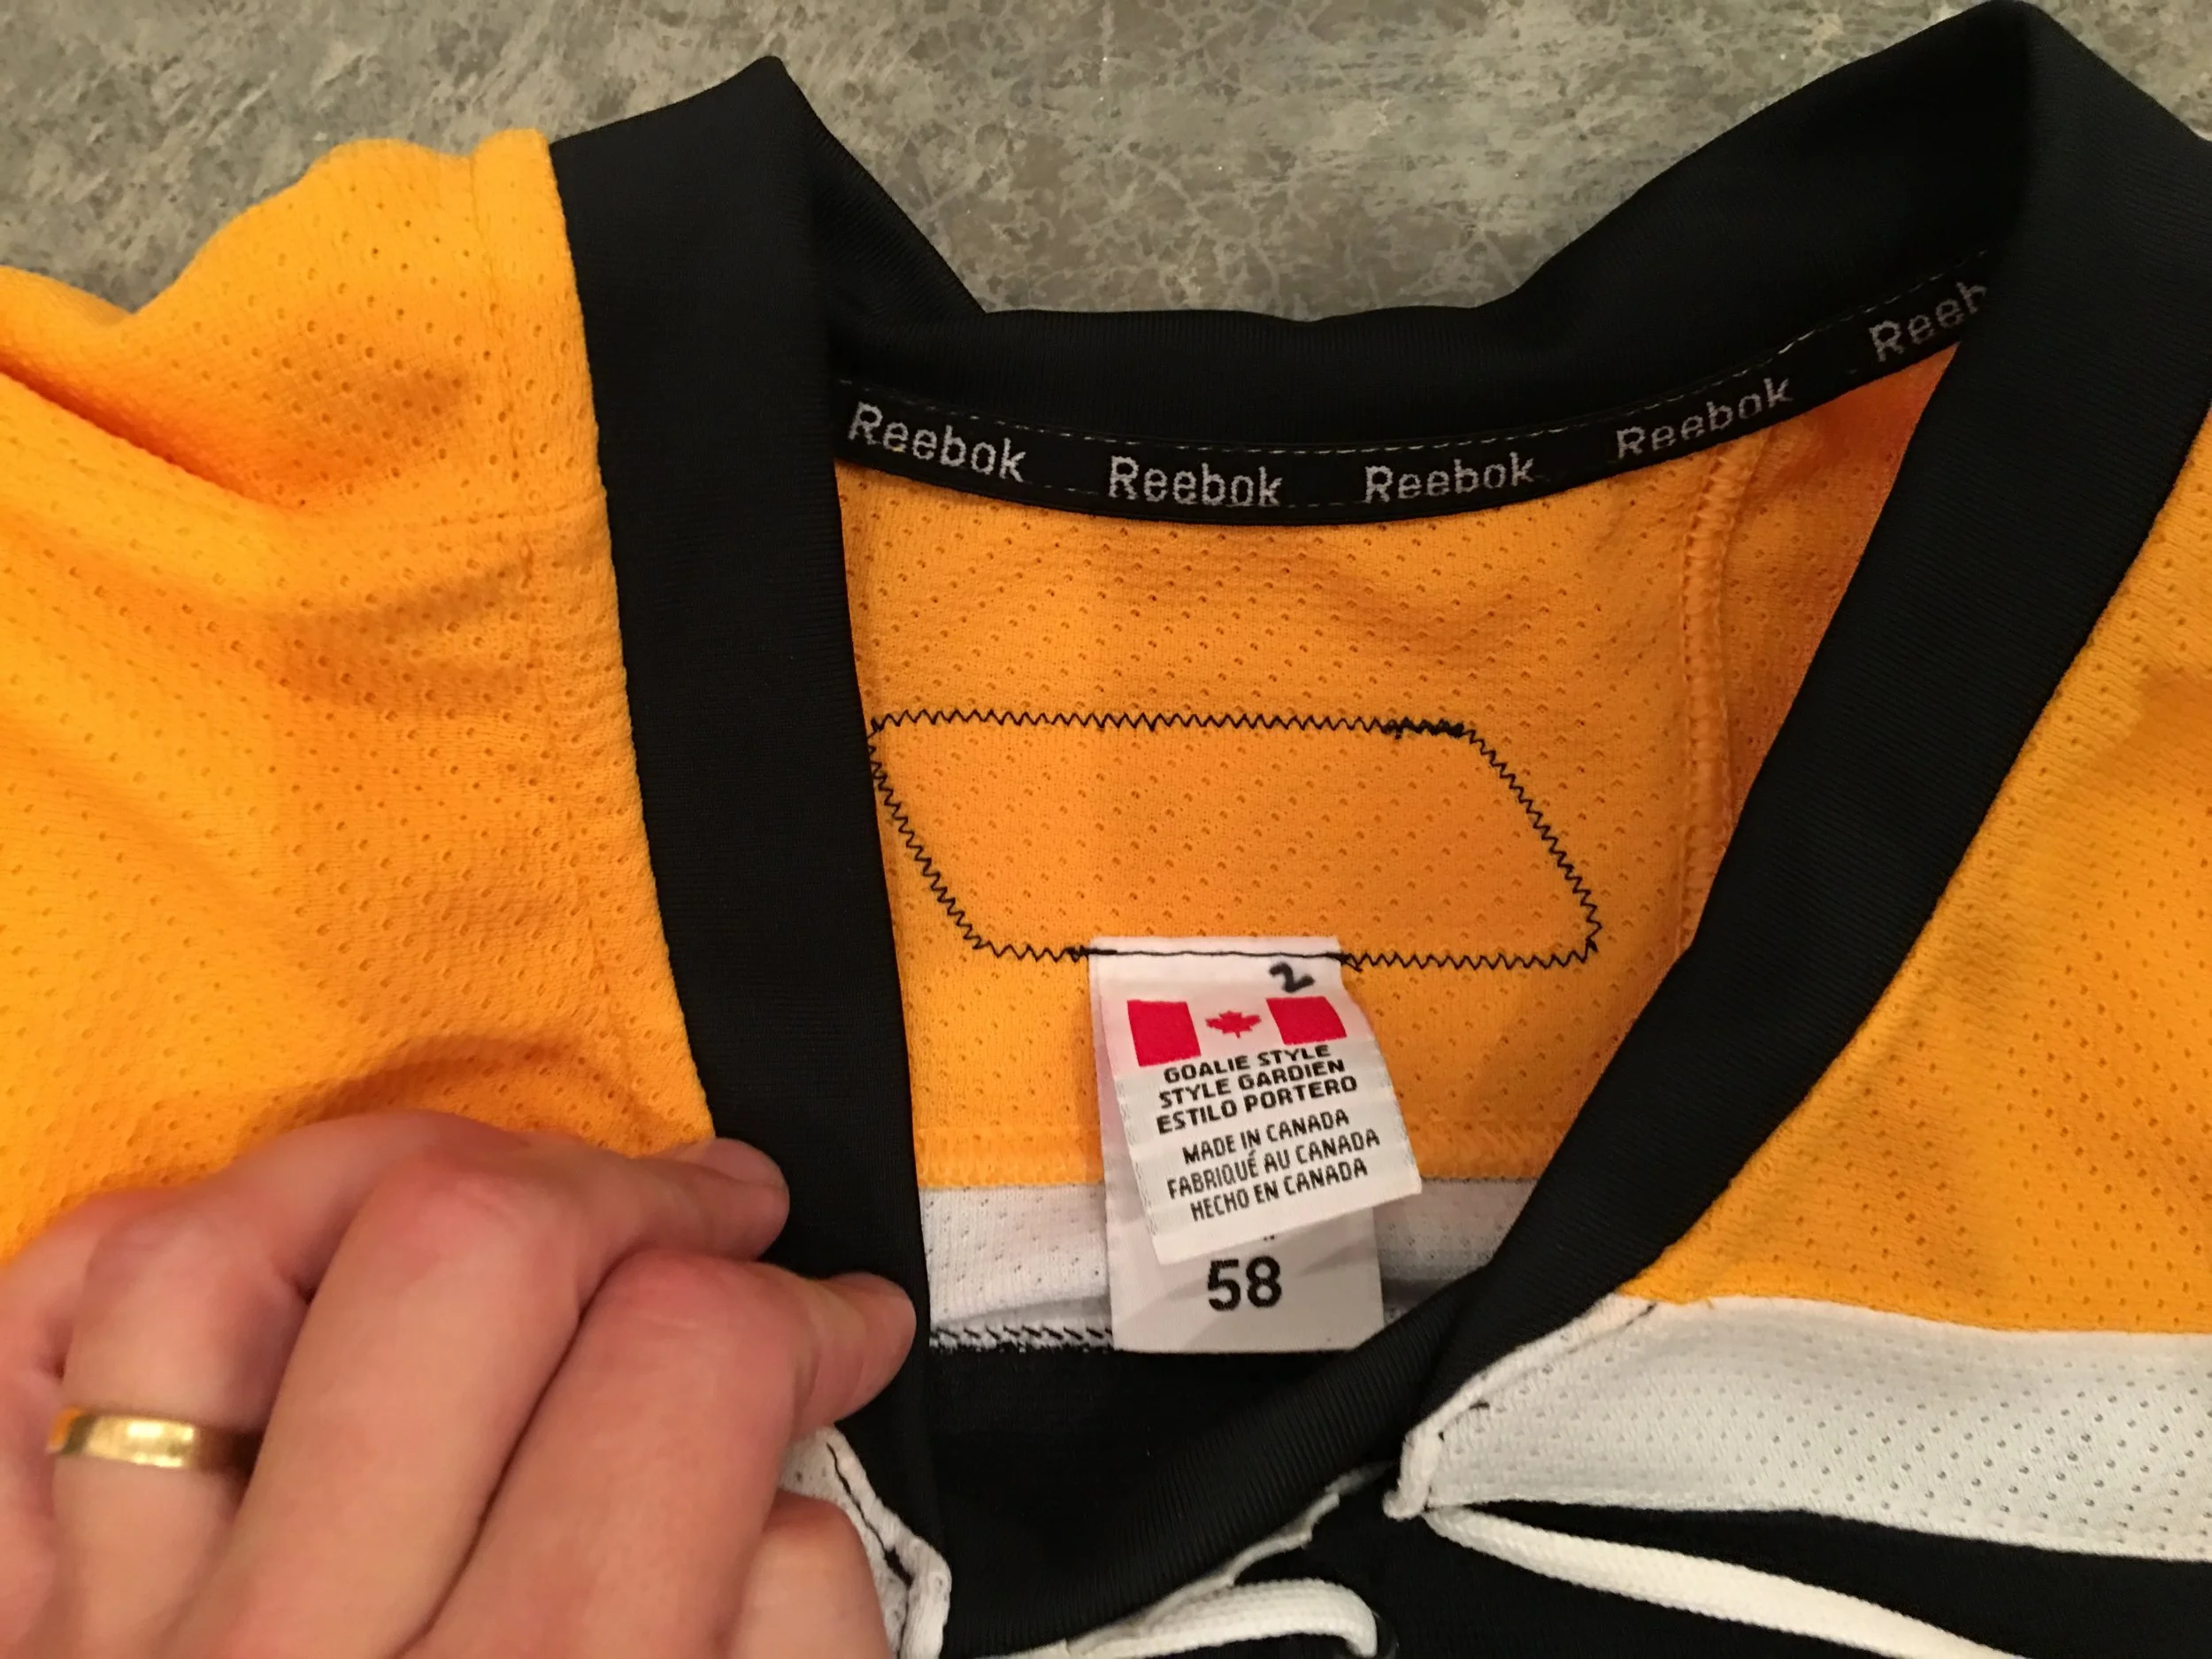 Reebok Reebok Reebok Reebok Reeb
2
GOALIE STYLE
STYLE GARDIEN
ESTILO PORTERO
MADE IN CANADA
FABRIQUÉ AU CANADA
HECHO EN CANADA
58